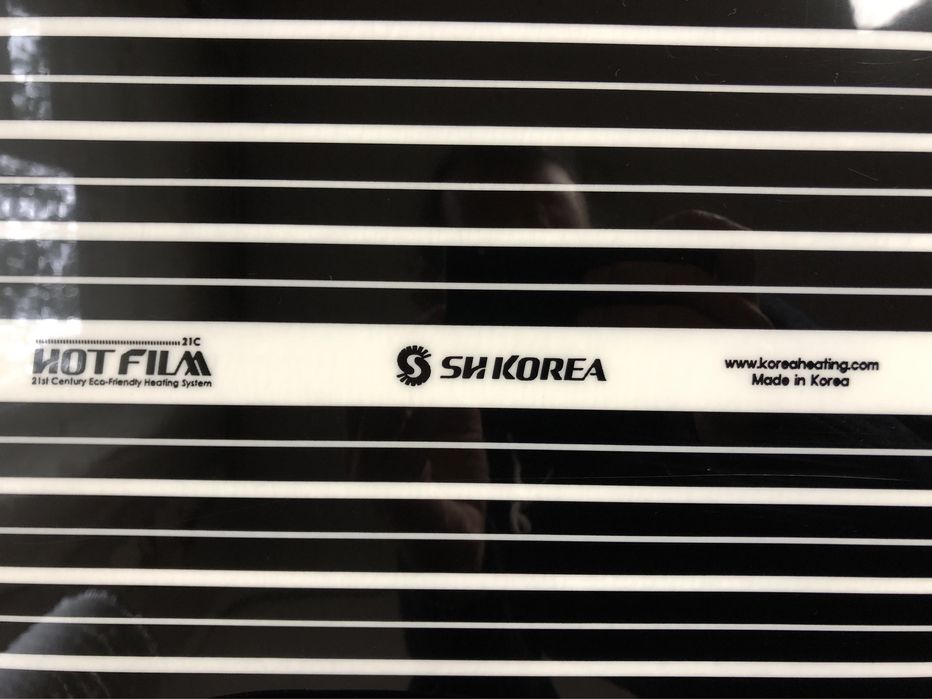 21C
HOT FILM
21st Century Eco-Friendly Heating System
SH KOREA
www.koreaheating.com
Made in Korea